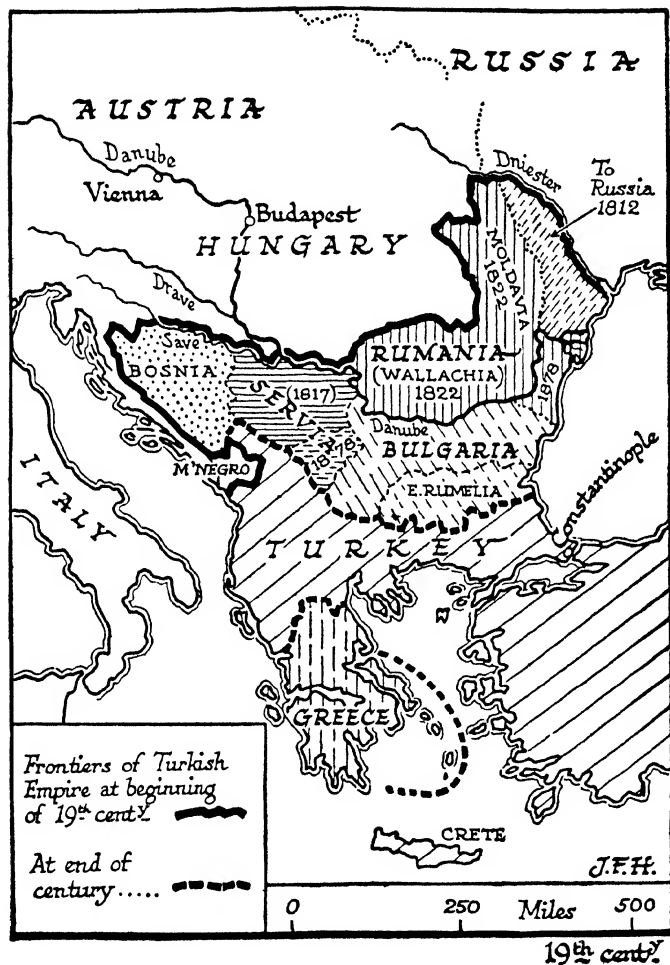 RUSSIA
AUSTRIA
Danube
Vienna
Dniester
To
Russia
1812
Budapest
HUNGARY
MOLDAVIA
1822
Drave
Save
BOSNIA
RUMANIA
(WALLACHIA)
1822
1878
SERVIA
(1817)
1878
Danube
BULGARIA
M'NEGRO
E. RUMELIA
Constantinople
ITALY
TURKEY
GREECE
CRETE
Frontiers of Turkish
Empire at beginning
of 19th centy.
At end of
century.....
J.F.H.
0 250 Miles 500
19th centy.